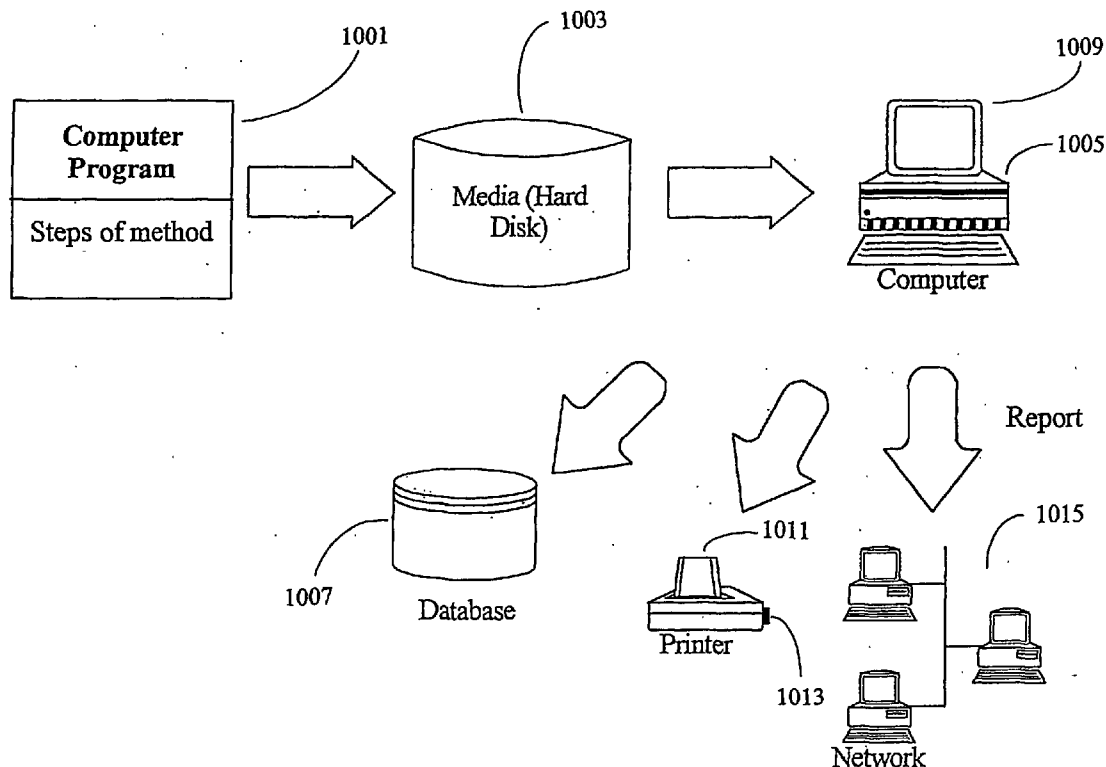 1001
1003
1009
1005
Computer
Program
Steps of method
Media (Hard
Disk)
Computer
Report
1007
Database
1011
Printer
1013
1015
Network